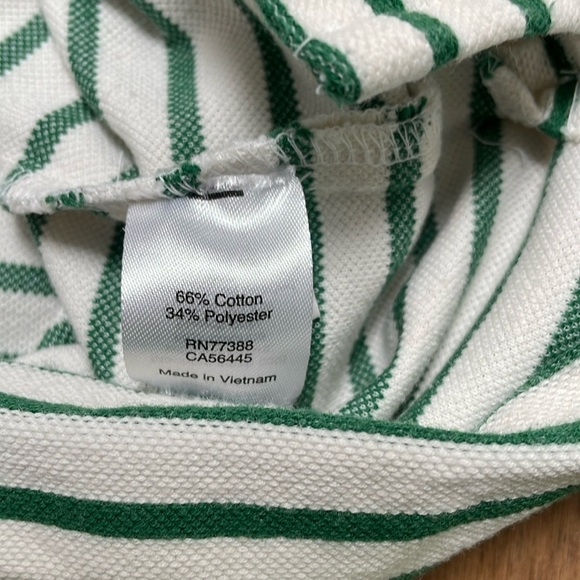 66% Cotton
34% Polyester
RN77388
CA56445
Made in Vietnam